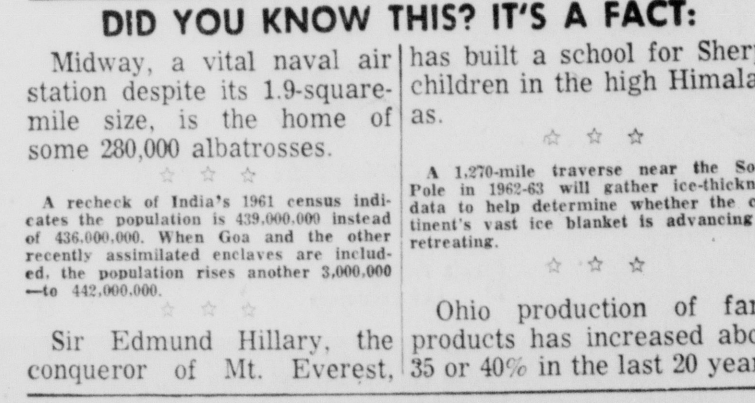 DID YOU KNOW THIS? IT'S A FACT:
Midway, a vital naval air
station despite its 1.9-square-
mile size, is the home of
some 280,000 albatrosses.
A recheck of India's 1961 census indi-
cates the population is 439,000,000 instead
of 436,000,000. When Goa and the other
recently assimilated enclaves are includ-
ed, the population rises another 3,000,000
—to 442,000,000.
Sir Edmund Hillary, the
conqueror of Mt. Everest,
has built a school for
children in the high
as.
A 1,270-mile traverse near the
Pole in 1962-63 will gather
data to help determine whether the
tinent's vast ice blanket is advancing
retreating.
Ohio production of
products has increased
35 or 40% in the last 20